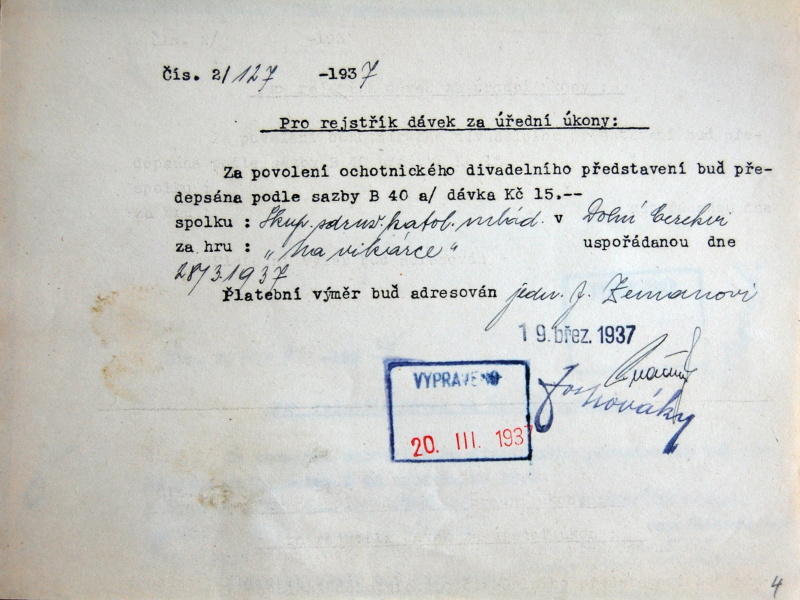 čís. 2/127 -1937
Pro rejstřík dávek za úřední úkony:
Za povolení ochotnického divadelního představení buď pře-
depsána podle sazby B 40 a/ dávka Kč 15.--
spolku : Skup. sdruž. katol. mlád. v Dolní Cerekvi
za hru : „Na vikárce“ uspořádanou dne
28/3.1937
Platební výměr buď adresován jedn. J. Zemanovi
19. břez. 1937
VYPRAVENO
20. III. 1937
4